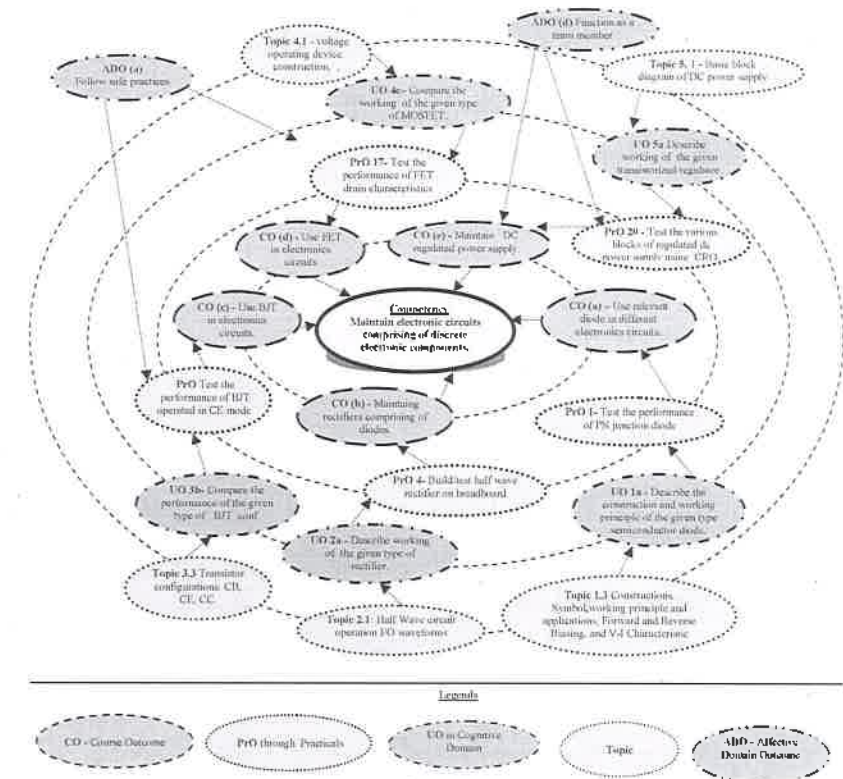 ADO (d) Function as a
team member
Topic 4.1 - voltage
operating device
construction.
ADO (a)
Follow safe practices
Topic 5. 1 - Basic block
diagram of DC power supply
UO 4c- Compare the
working of the given type
of MOSFET.
UO 5a Describe
working of the given
transistorized regulator
PrO 17- Test the
performance of FET
drain characteristics
PrO 20 - Test the various
blocks of regulated dc
power supply using CRO.
CO (d) - Use FET
in electronics
circuits
CO (e) - Maintain DC
regulated power supply
CO (c) - Use BJT
in electronics
circuits.
Competency
Maintain electronic circuits
comprising of discrete
electronic components.
CO (a) - Use relevant
diode in different
electronics circuits.
PrO Test the
performance of BJT
operated in CE mode
CO (b) - Maintaing
rectifiers comprising of
diodes.
PrO 1- Test the performance
of PN junction diode
PrO 4- Build/test half wave
rectifier on breadboard
UO 3b- Compare the
performance of the given
type of BJT conf
UO 1a - Describe the
construction and working
principle of the given type
semiconductor diode.
UO 2a - Describe working
of the given type of
rectifier.
Topic 3.3 Transistor
configurations: CB,
CE, CC
Topic 2.1: Half Wave circuit
operation I/O waveforms
Topic 1.3 Constructions,
Symbol,working principle and
applications, Forward and Reverse
Biasing, and V-I Characteristic
Legends
CO - Course Outcome
PrO through Practicals
UO in Cognitive
Domain
Topic
ADO - Affective
Domain Outcome